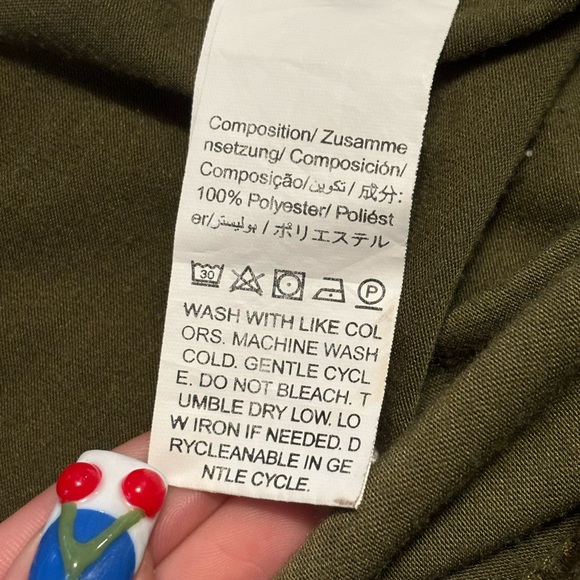 Composition/ Zusamme
nsetzung/ Composición/
Composição/تكوين / 成分:
100% Polyester/ Poliést
er/بوليستر / ポリエステル
30 P
WASH WITH LIKE COL
ORS. MACHINE WASH
COLD. GENTLE CYCL
E. DO NOT BLEACH. T
UMBLE DRY LOW. LO
W IRON IF NEEDED. D
RYCLEANABLE IN GE
NTLE CYCLE.